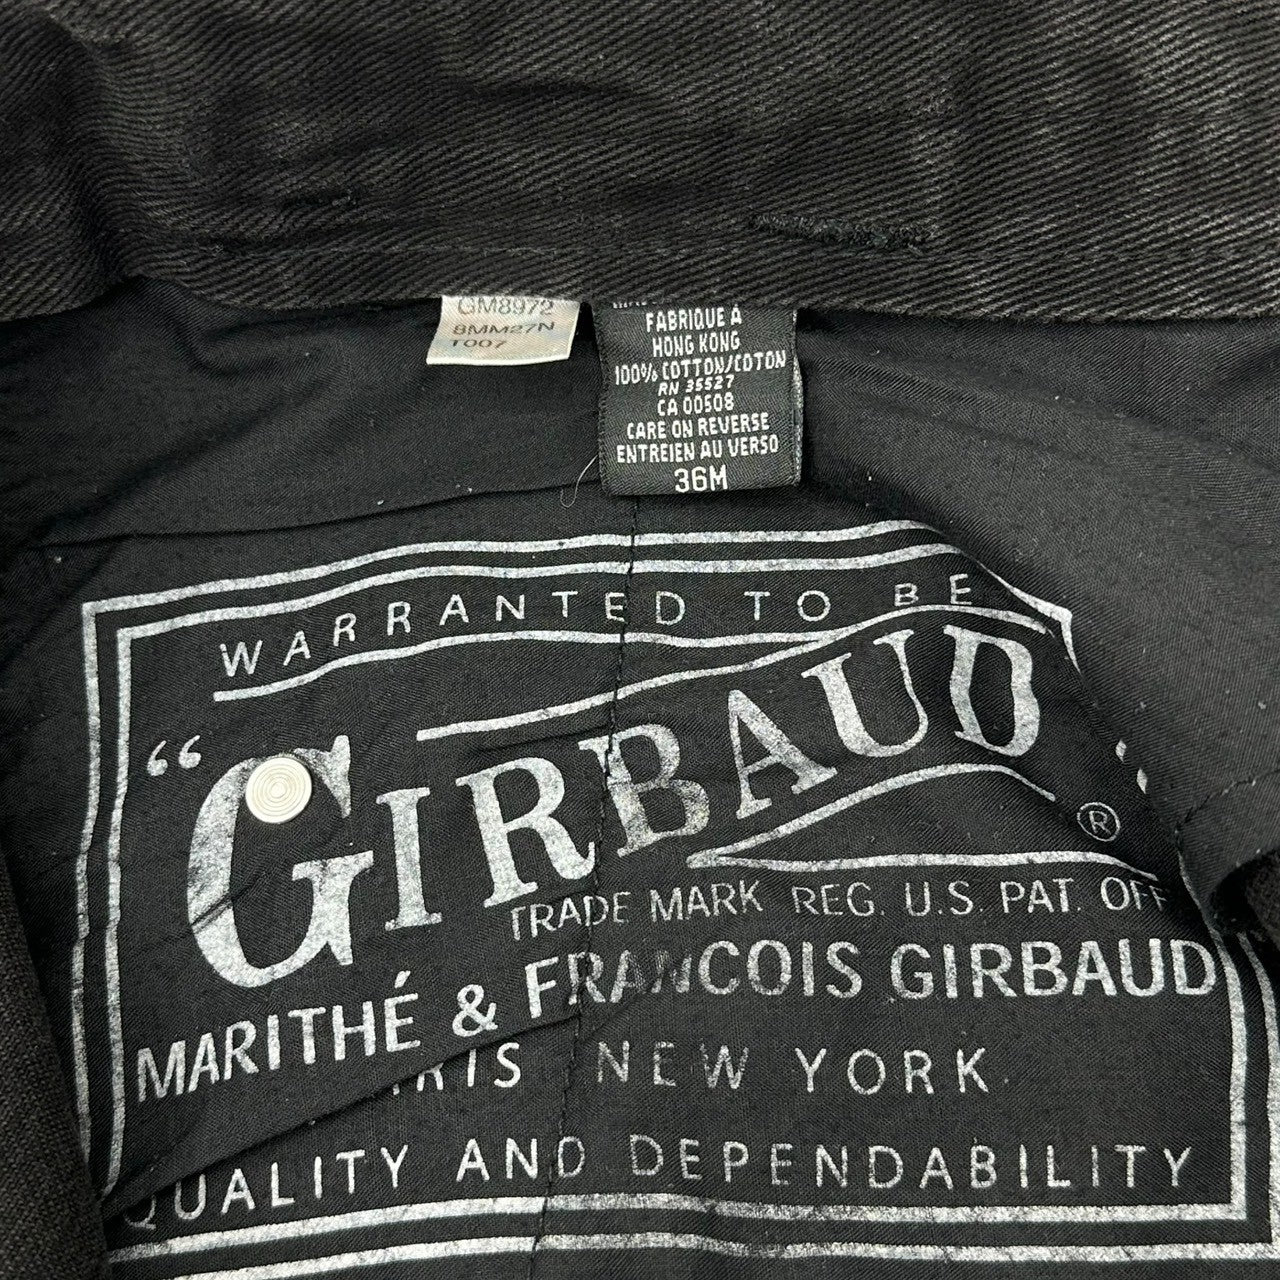 GM8972
8MM27N
T007
FABRIQUE À
HONG KONG
100% COTTON/COTON
RN 35527
CA 00508
CARE ON REVERSE
ENTREIEN AU VERSO
36M
WARRANTED TO BE
“GIRBAUD”
®
TRADE MARK REG. U.S. PAT. OFF
MARITHÉ & FRANCOIS GIRBAUD
NEW YORK
QUALITY AND DEPENDABILITY